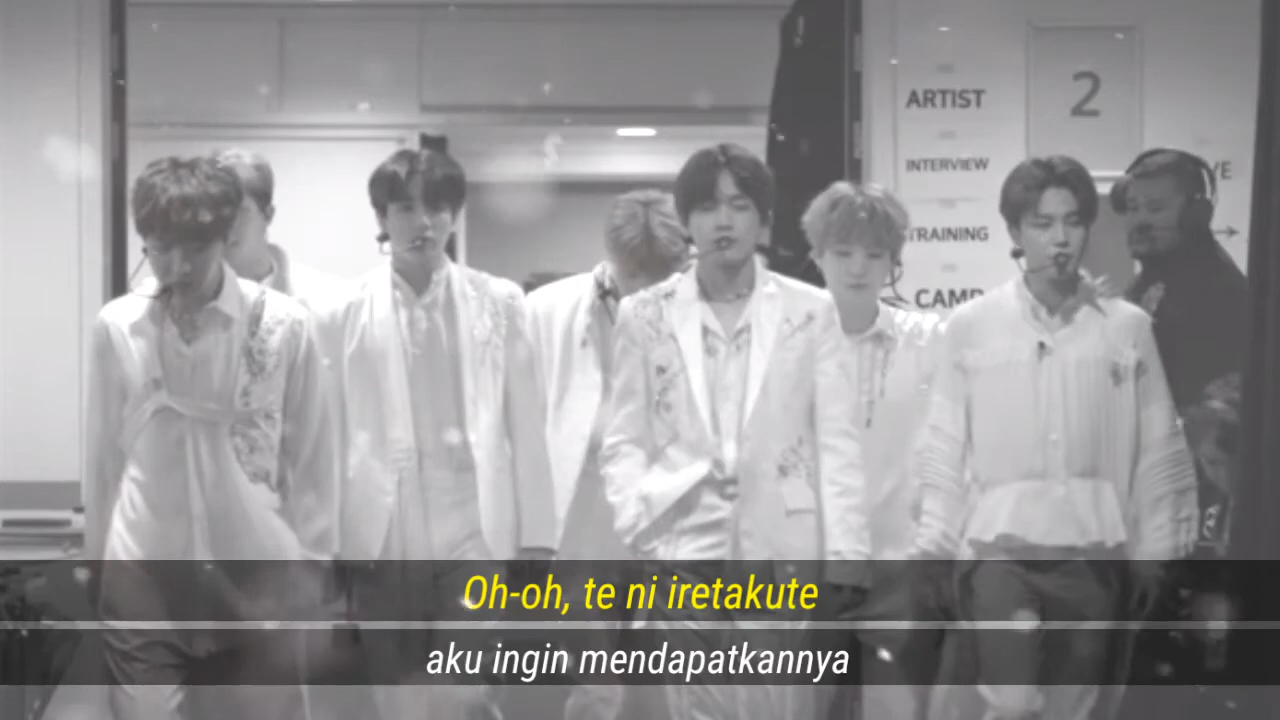 ARTIST
2
INTERVIEW
TRAINING
CAMP
Oh-oh, te ni iretakute
aku ingin mendapatkannya